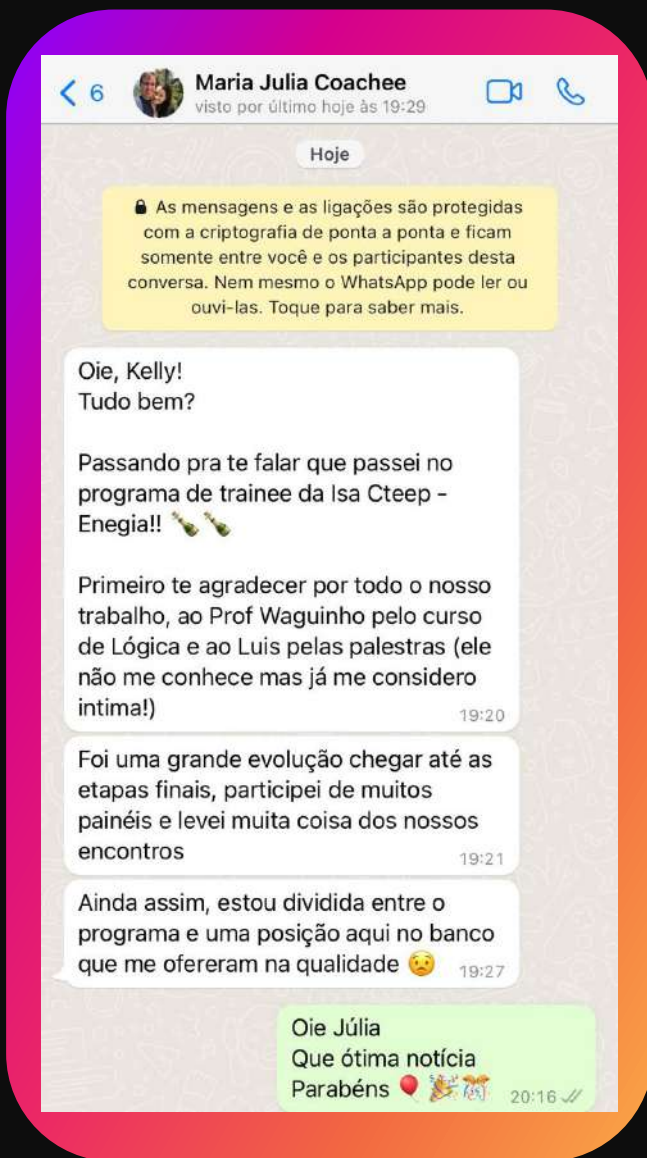 6
Maria Julia Coachee
visto por último hoje às 19:29
Hoje
As mensagens e as ligações são protegidas
com a criptografia de ponta a ponta e ficam
somente entre você e os participantes desta
conversa. Nem mesmo o WhatsApp pode ler ou
ouvi-las. Toque para saber mais.
Oie, Kelly!
Tudo bem?
Passando pra te falar que passei no
programa de trainee da Isa Cteep -
Enegia!! 🍾 🍾
Primeiro te agradecer por todo o nosso
trabalho, ao Prof Waguinho pelo curso
de Lógica e ao Luis pelas palestras (ele
não me conhece mas já me considero
intima!)
19:20
Foi uma grande evolução chegar até as
etapas finais, participei de muitos
painéis e levei muita coisa dos nossos
encontros
19:21
Ainda assim, estou dividida entre o
programa e uma posição aqui no banco
que me ofereram na qualidade 😟
19:27
Oie Júlia
Que ótima notícia
Parabéns 🎈 🎉 🎊
20:16